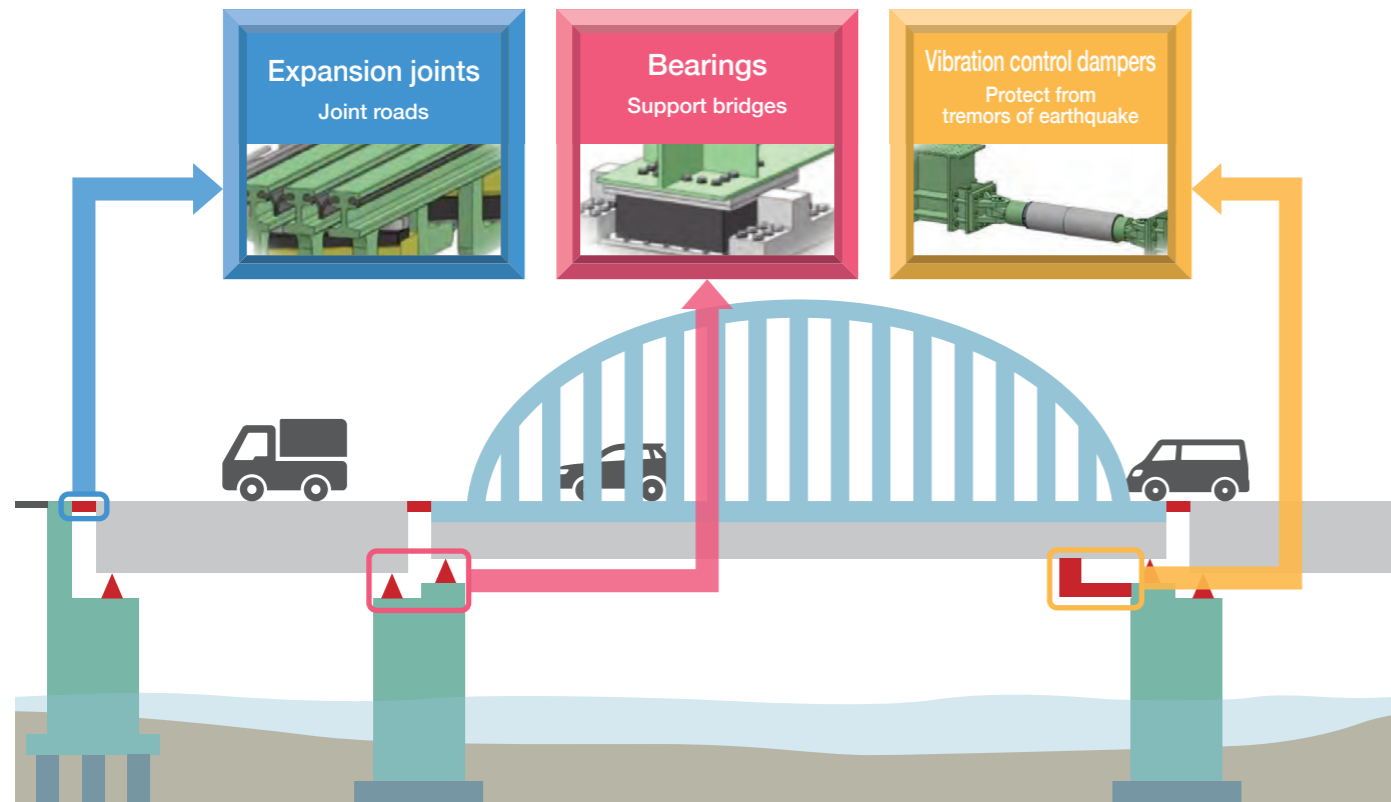 Expansion joints
Joint roads
Bearings
Support bridges
Vibration control dampers
Protect from
tremors of earthquake